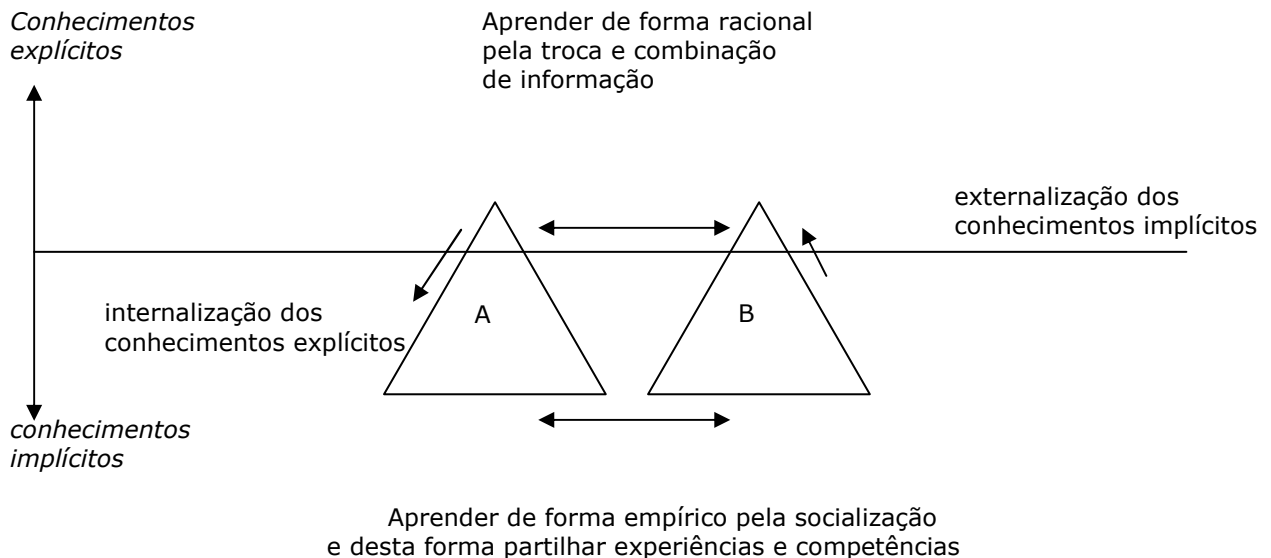 Conhecimentos
explícitos
Aprender de forma racional
pela troca e combinação
de informação
externalização dos
conhecimentos implícitos
internalização dos
conhecimentos explícitos
A
B
conhecimentos
implícitos
Aprender de forma empírico pela socialização
e desta forma partilhar experiências e competências